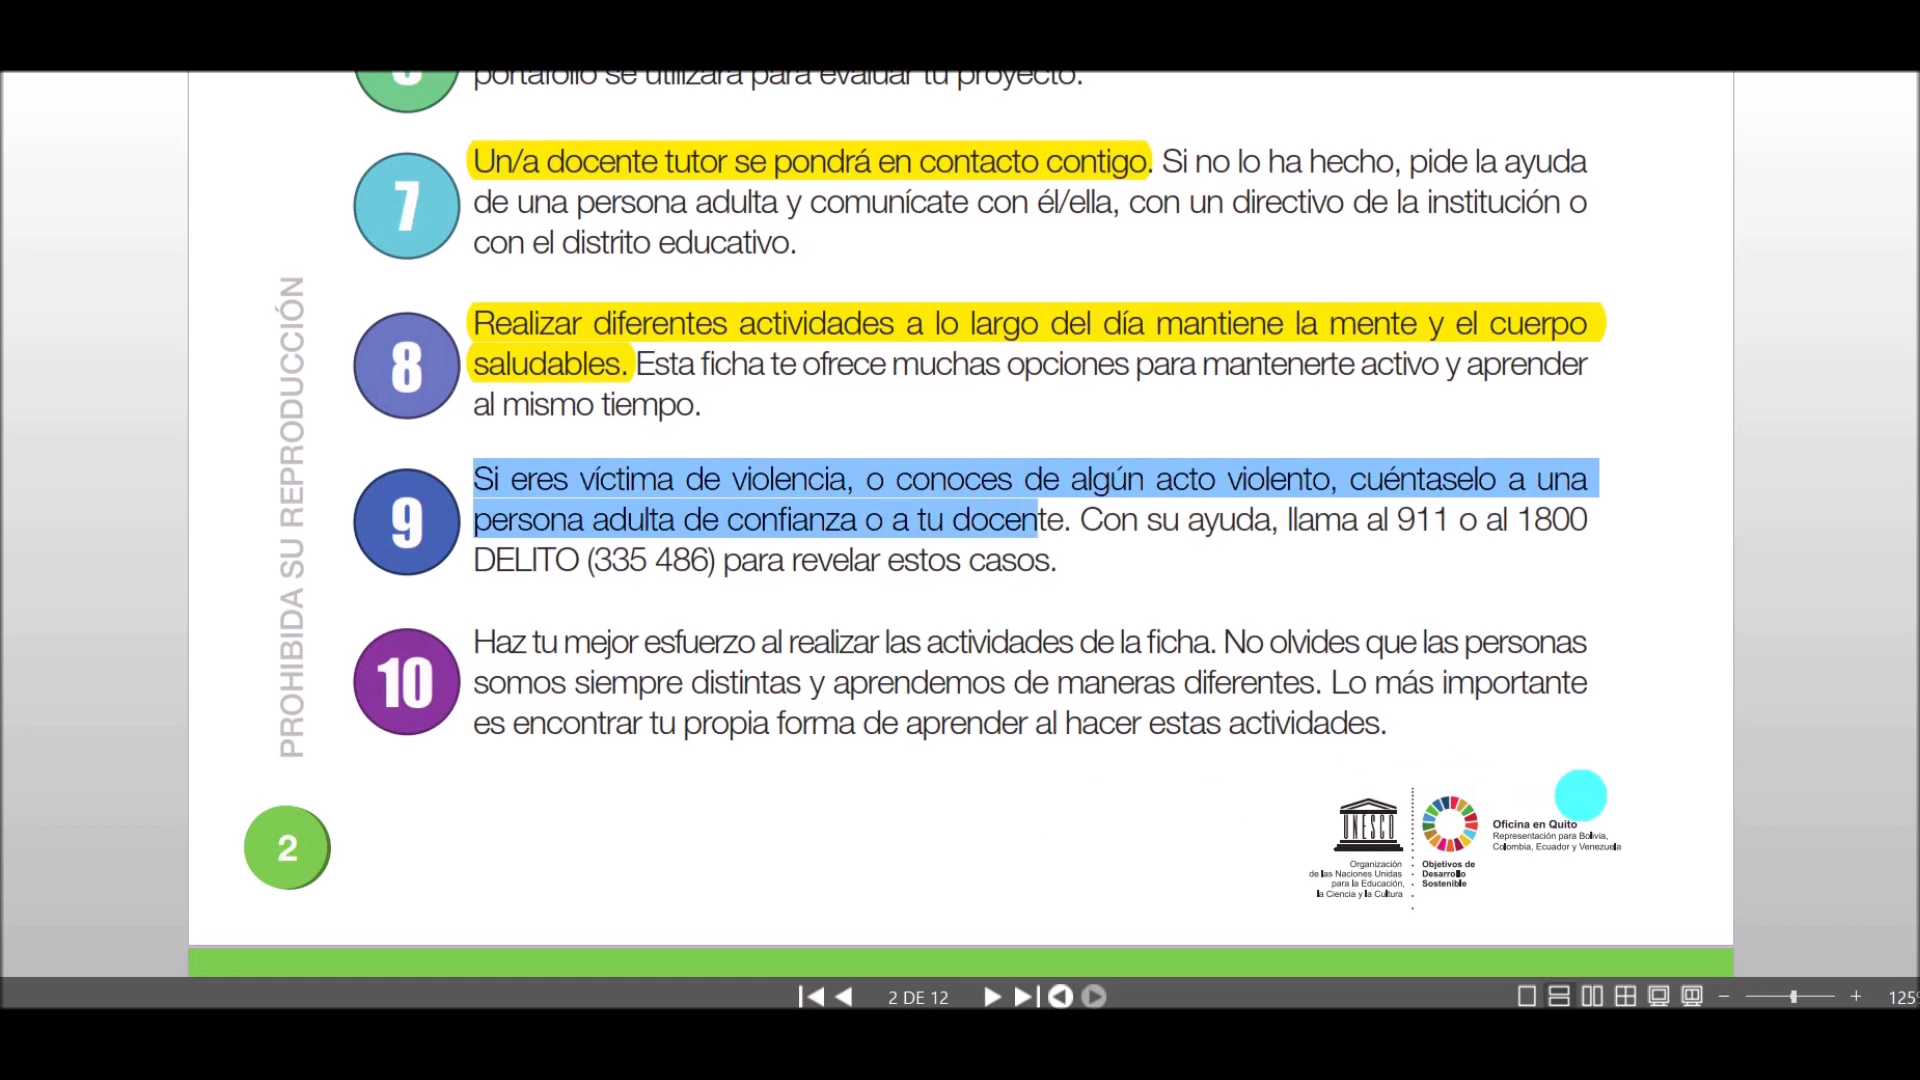 portafolio se utilizará para evaluar tu proyecto.
7
Un/a docente tutor se pondrá en contacto contigo. Si no lo ha hecho, pide la ayuda
de una persona adulta y comunícate con él/ella, con un directivo de la institución o
con el distrito educativo.
8
Realizar diferentes actividades a lo largo del día mantiene la mente y el cuerpo
saludables. Esta ficha te ofrece muchas opciones para mantenerte activo y aprender
al mismo tiempo.
9
Si eres víctima de violencia, o conoces de algún acto violento, cuéntaselo a una
persona adulta de confianza o a tu docente. Con su ayuda, llama al 911 o al 1800
DELITO (335 486) para revelar estos casos.
10
Haz tu mejor esfuerzo al realizar las actividades de la ficha. No olvides que las personas
somos siempre distintas y aprendemos de maneras diferentes. Lo más importante
es encontrar tu propia forma de aprender al hacer estas actividades.
PROHIBIDA SU REPRODUCCIÓN
2
UNESCO
Organización
de las Naciones Unidas
para la Educación,
la Ciencia y la Cultura
Objetivos de
Desarrollo
Sostenible
Oficina en Quito
Representación para Bolivia,
Colombia, Ecuador y Venezuela
2 DE 12
125